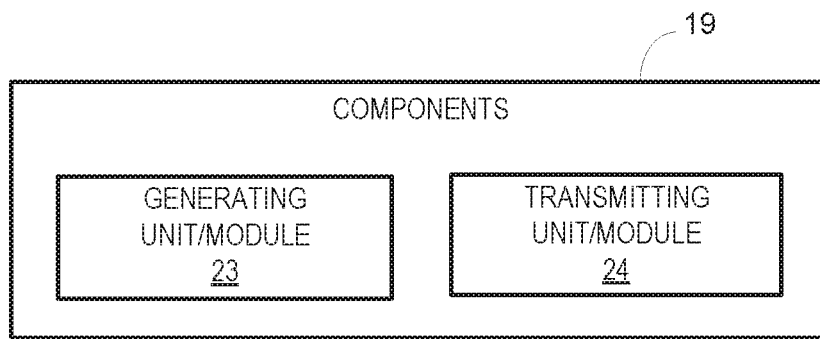 19
COMPONENTS
GENERATING
UNIT/MODULE
23
TRANSMITTING
UNIT/MODULE
24